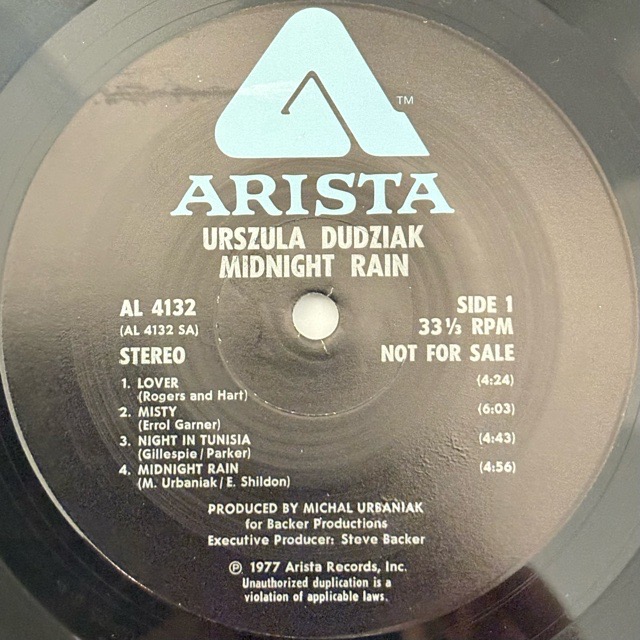 TM
ARISTA
URSZULA DUDZIAK
MIDNIGHT RAIN
AL 4132
(AL 4132 SA)
STEREO
SIDE 1
33 1/3 RPM
NOT FOR SALE
1. LOVER (4:24)
(Rogers and Hart)
2. MISTY (6:03)
(Errol Garner)
3. NIGHT IN TUNISIA (4:43)
(Gillespie / Parker)
4. MIDNIGHT RAIN (4:56)
(M. Urbaniak / E. Shildon)
PRODUCED BY MICHAL URBANIAK
for Backer Productions
Executive Producer: Steve Backer
℗ 1977 Arista Records, Inc.
Unauthorized duplication is a
violation of applicable laws.